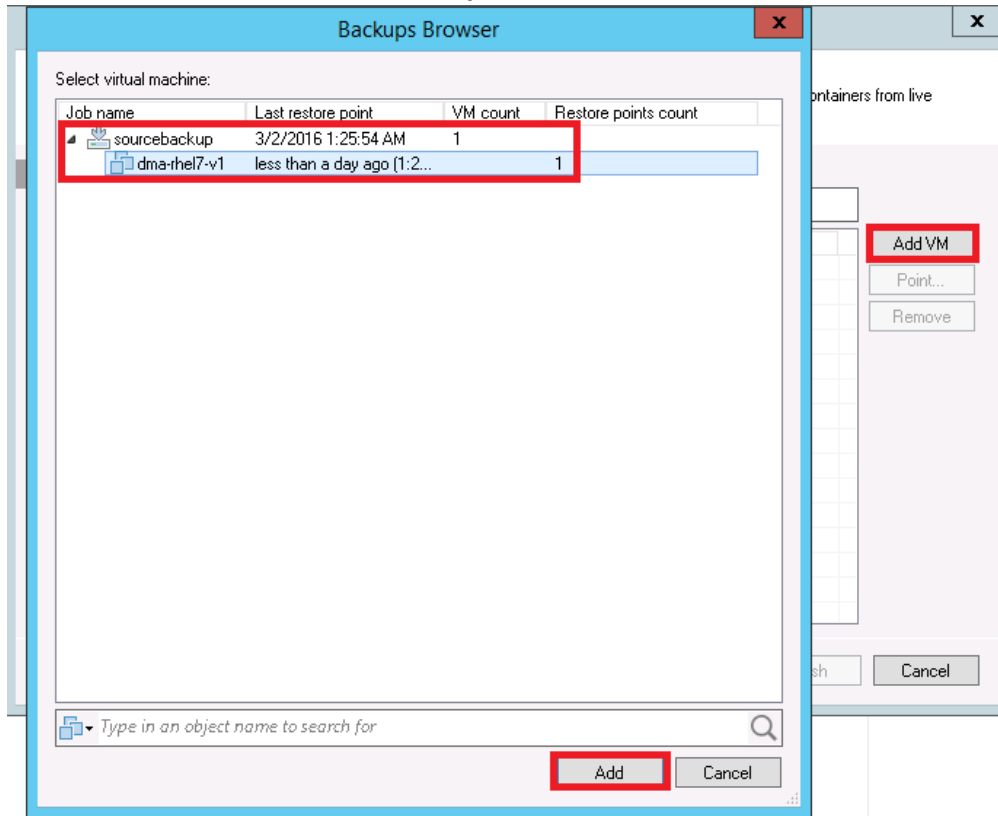 Backups Browser
x
x
Select virtual machine:
ontainers from live
Job name Last restore point VM count Restore points count
sourcebackup 3/2/2016 1:25:54 AM 1
dma-rhel7-v1 less than a day ago (1:2... 1
Add VM
Point...
Remove
sh Cancel
Type in an object name to search for
Add Cancel